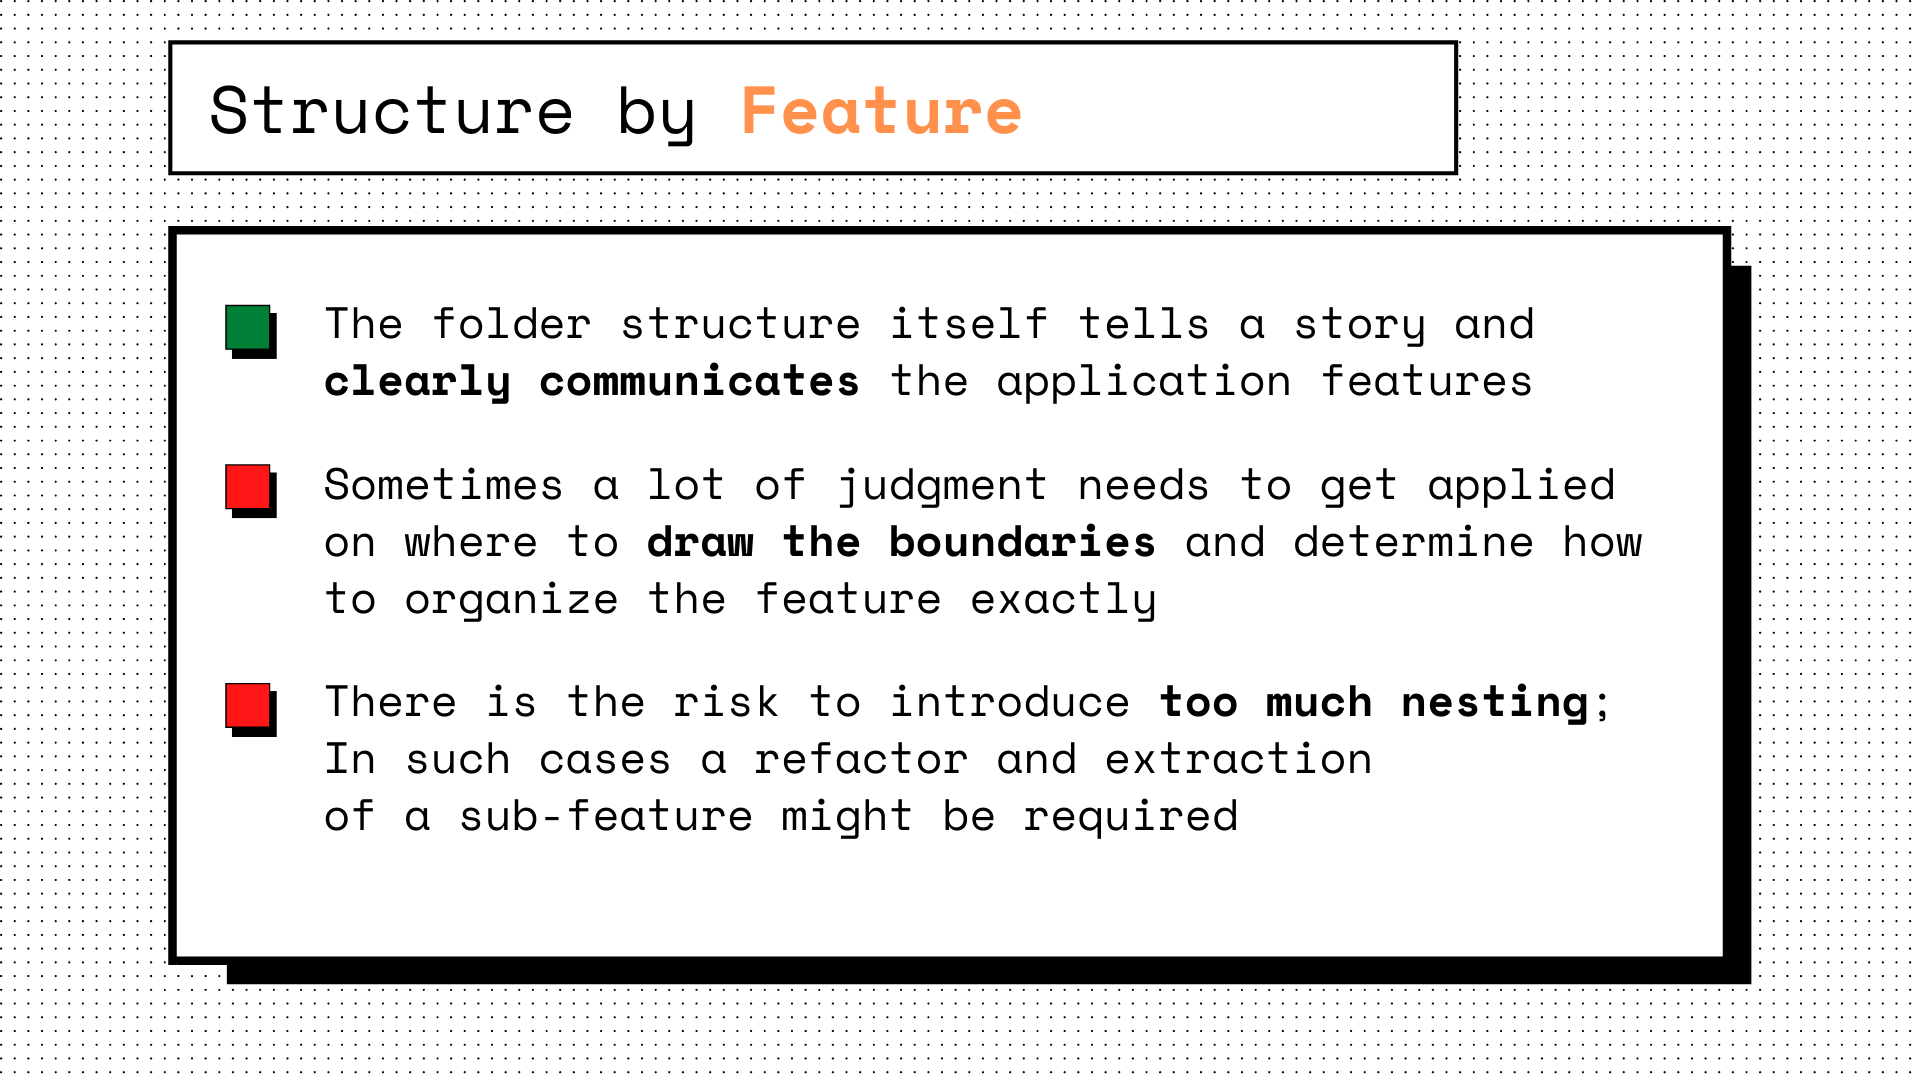 Structure by Feature
The folder structure itself tells a story and
clearly communicates the application features
Sometimes a lot of judgment needs to get applied
on where to draw the boundaries and determine how
to organize the feature exactly
There is the risk to introduce too much nesting;
In such cases a refactor and extraction
of a sub-feature might be required